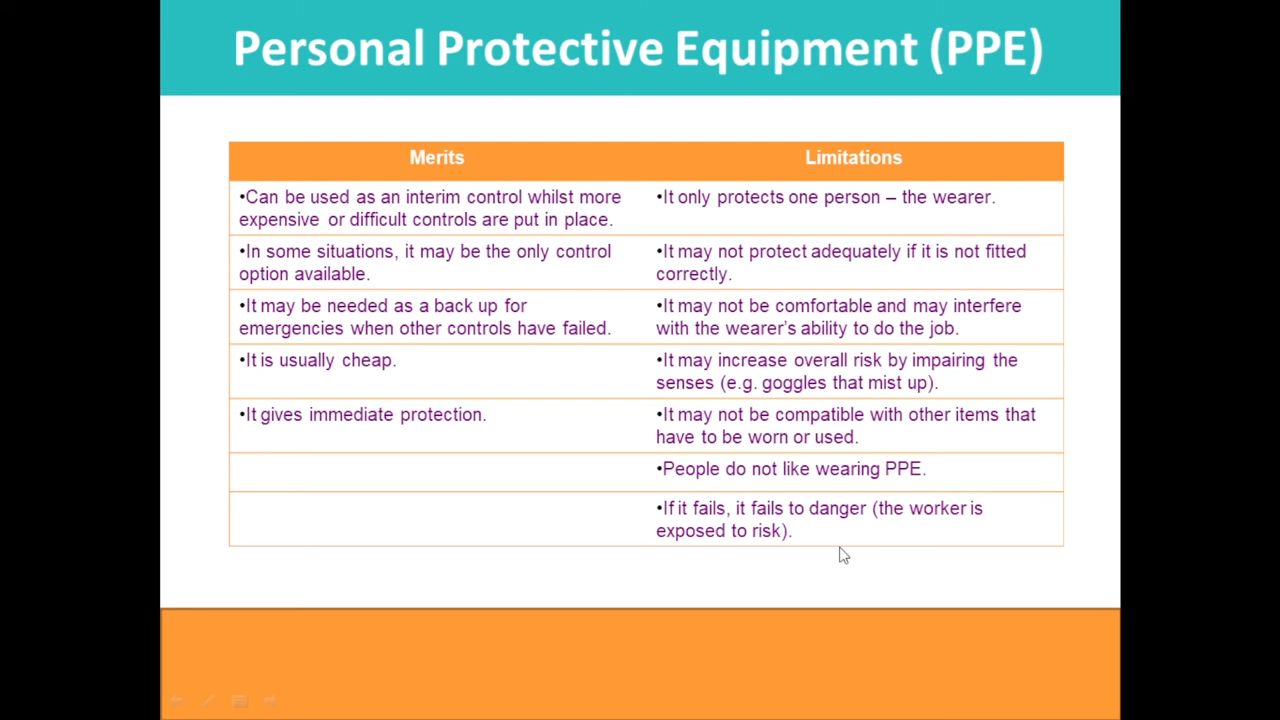 Personal Protective Equipment (PPE)
Merits
Limitations
•Can be used as an interim control whilst more
expensive or difficult controls are put in place.
•It only protects one person – the wearer.
•In some situations, it may be the only control
option available.
•It may not protect adequately if it is not fitted
correctly.
•It may be needed as a back up for
emergencies when other controls have failed.
•It may not be comfortable and may interfere
with the wearer's ability to do the job.
•It is usually cheap.
•It may increase overall risk by impairing the
senses (e.g. goggles that mist up).
•It gives immediate protection.
•It may not be compatible with other items that
have to be worn or used.
•People do not like wearing PPE.
•If it fails, it fails to danger (the worker is
exposed to risk).